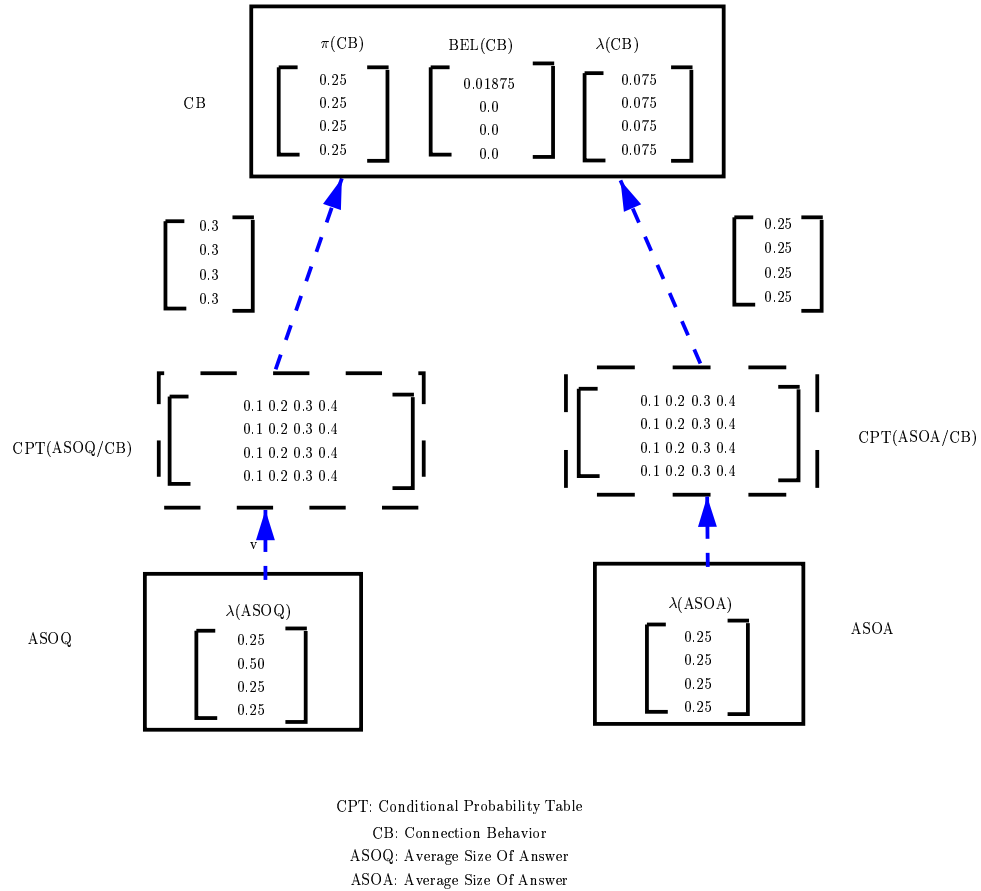 π(CB) BEL(CB) λ(CB)
CB
0.25 0.01875 0.075
0.25 0.0 0.075
0.25 0.0 0.075
0.25 0.0 0.075
0.3 0.25
0.3 0.25
0.3 0.25
0.3 0.25
CPT(ASOQ/CB)
0.1 0.2 0.3 0.4
0.1 0.2 0.3 0.4
0.1 0.2 0.3 0.4
0.1 0.2 0.3 0.4
0.1 0.2 0.3 0.4
0.1 0.2 0.3 0.4
0.1 0.2 0.3 0.4
0.1 0.2 0.3 0.4
CPT(ASOA/CB)
v
ASOQ
λ(ASOQ)
0.25
0.50
0.25
0.25
λ(ASOA)
0.25
0.25
0.25
0.25
ASOA
CPT: Conditional Probability Table
CB: Connection Behavior
ASOQ: Average Size Of Answer
ASOA: Average Size Of Answer